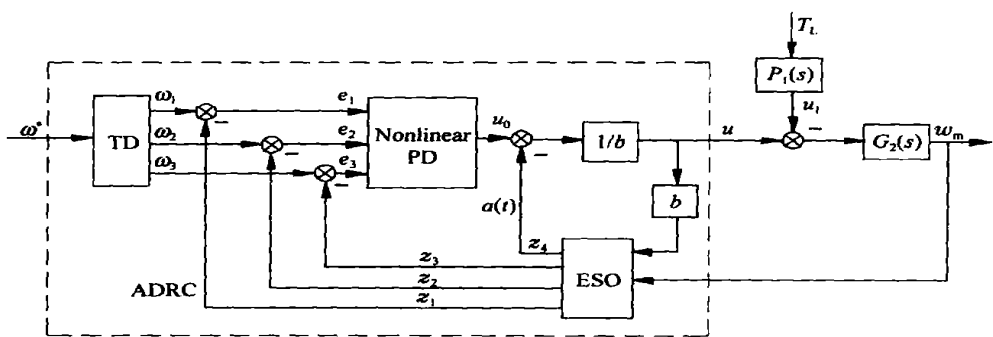 T_L
P_1(s)
u_1
ω*
TD
ω_1
ω_2
ω_3
e_1
e_2
e_3
Nonlinear
PD
u_0
1/b
u
G_2(s)
w_m
b
a(t)
z_4
z_3
z_2
z_1
ESO
ADRC